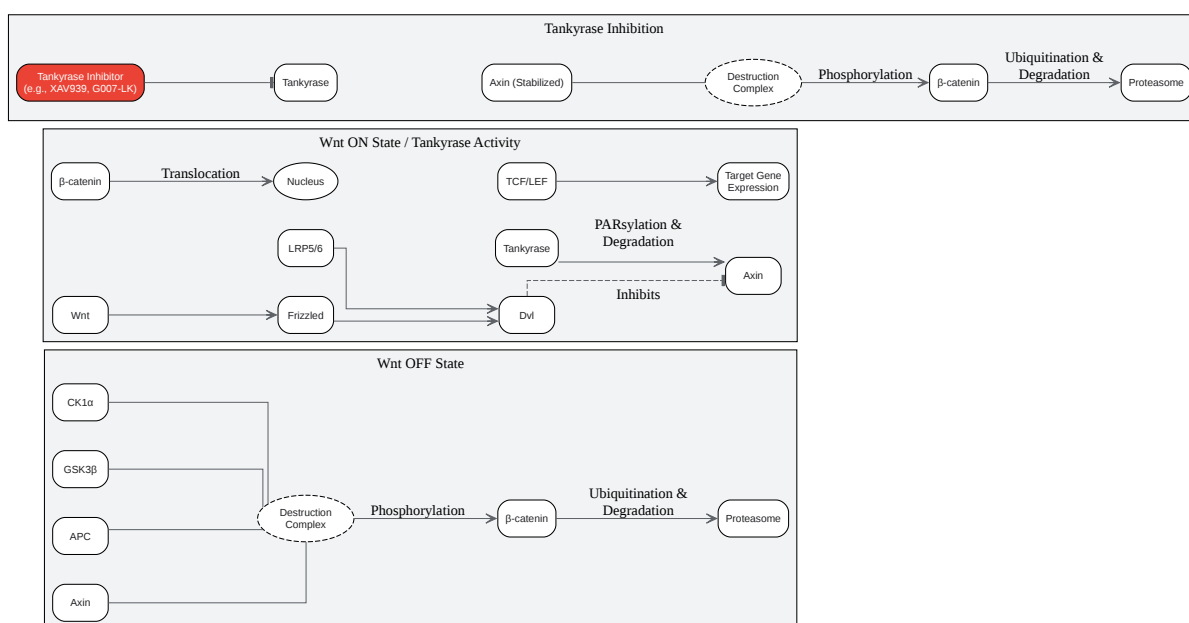 Tankyrase Inhibition
Tankyrase Inhibitor
(e.g., XAV939, G007-LK)
Tankyrase
Axin (Stabilized)
Destruction
Complex
Phosphorylation
β-catenin
Ubiquitination &
Degradation
Proteasome
Wnt ON State / Tankyrase Activity
β-catenin
Translocation
Nucleus
TCF/LEF
Target Gene
Expression
LRP5/6
Tankyrase
PARsylation &
Degradation
Axin
Inhibits
Wnt
Frizzled
Dvl
Wnt OFF State
CK1α
GSK3β
APC
Axin
Destruction
Complex
Phosphorylation
β-catenin
Ubiquitination &
Degradation
Proteasome